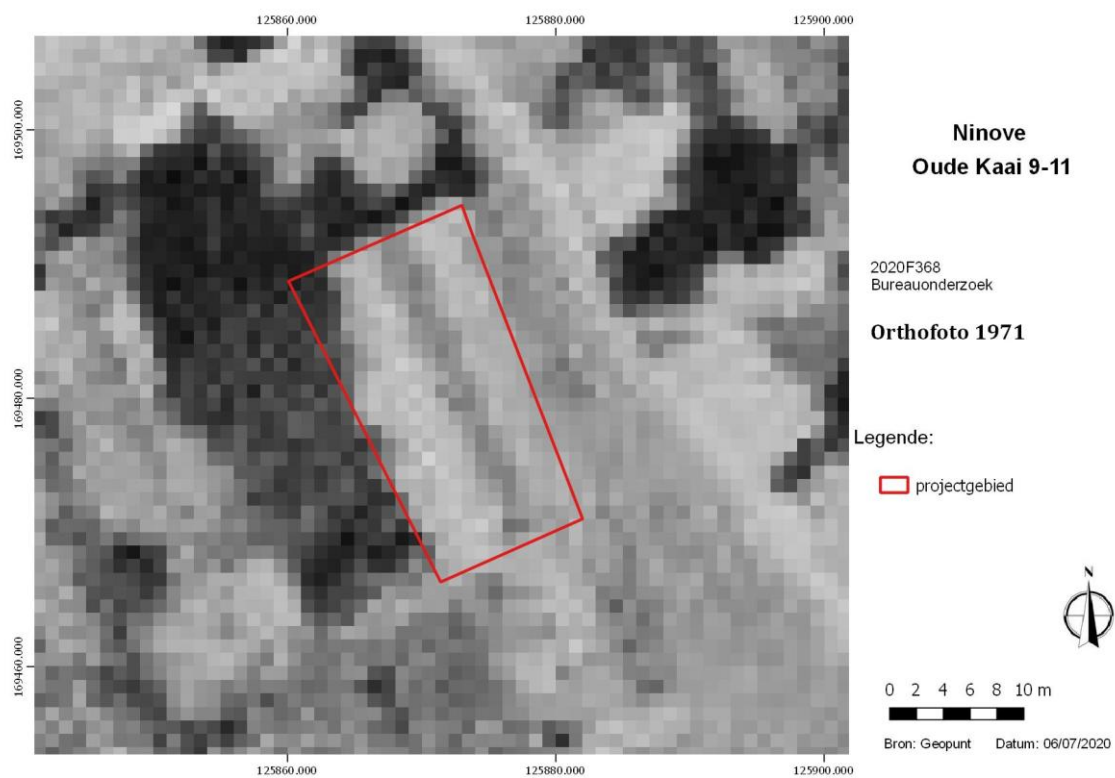 125860.000 125880.000 125900.000
169500.000
169480.000
169460.000
125860.000 125880.000 125900.000
Ninove
Oude Kaai 9-11
2020F368
Bureauonderzoek
Orthofoto 1971
Legende:
projectgebied
N
0 2 4 6 8 10 m
Bron: Geopunt Datum: 06/07/2020